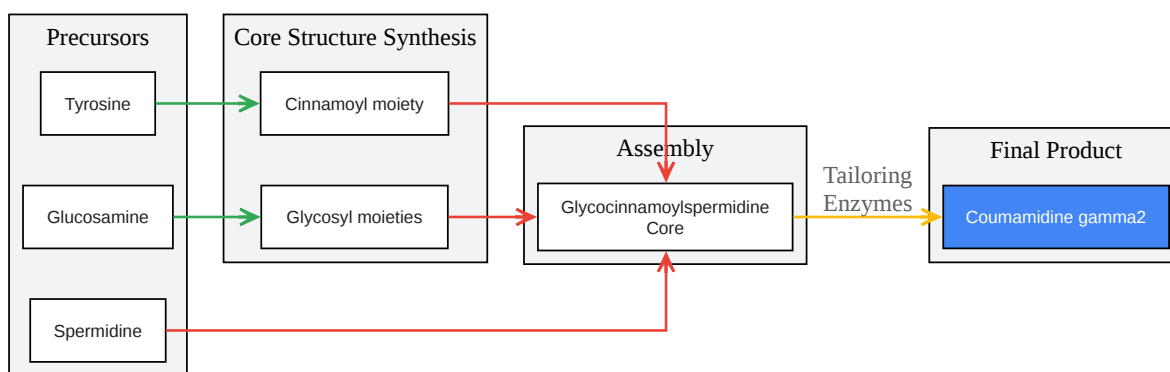 Precursors
Core Structure Synthesis
Tyrosine
Cinnamoyl moiety
Assembly
Final Product
Tailoring
Enzymes
Glucosamine
Glycosyl moieties
Glycocinnamoylspermidine
Core
Coumamidine gamma2
Spermidine